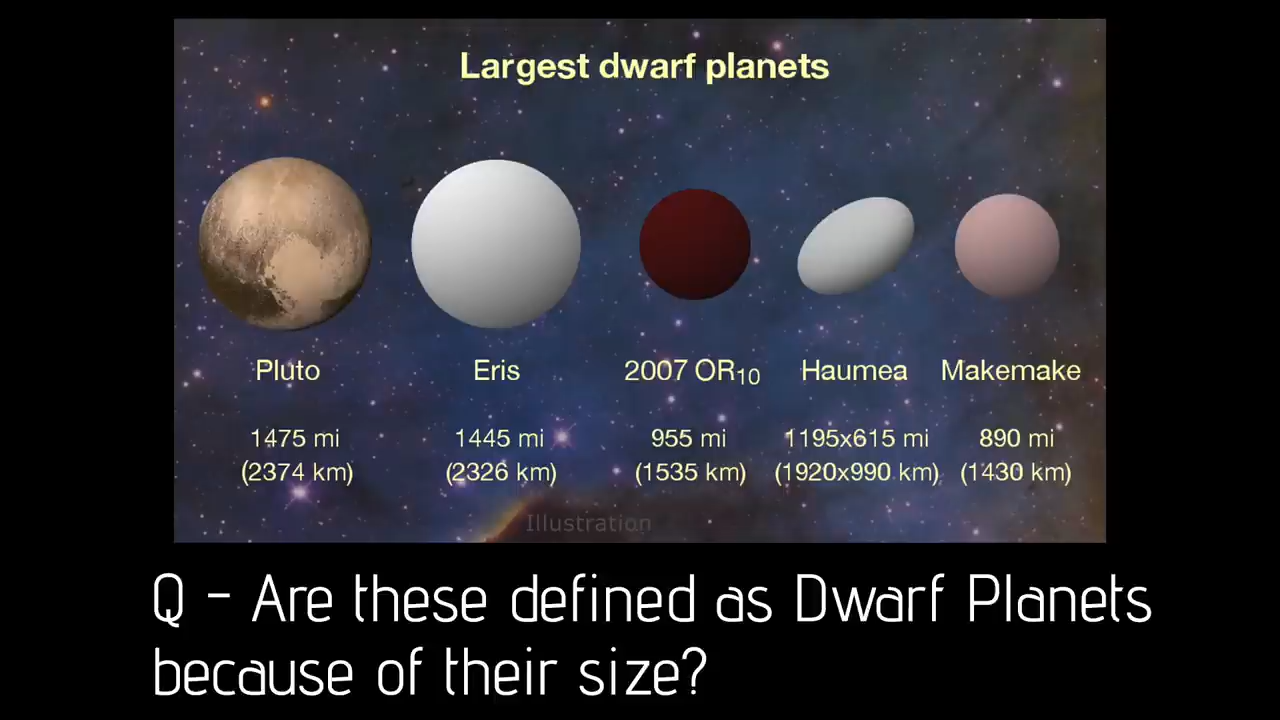 Largest dwarf planets
Pluto Eris 2007 OR₁₀ Haumea Makemake
1475 mi 1445 mi 955 mi 1195x615 mi 890 mi
(2374 km) (2326 km) (1535 km) (1920x990 km) (1430 km)
Illustration
Q - Are these defined as Dwarf Planets
because of their size?